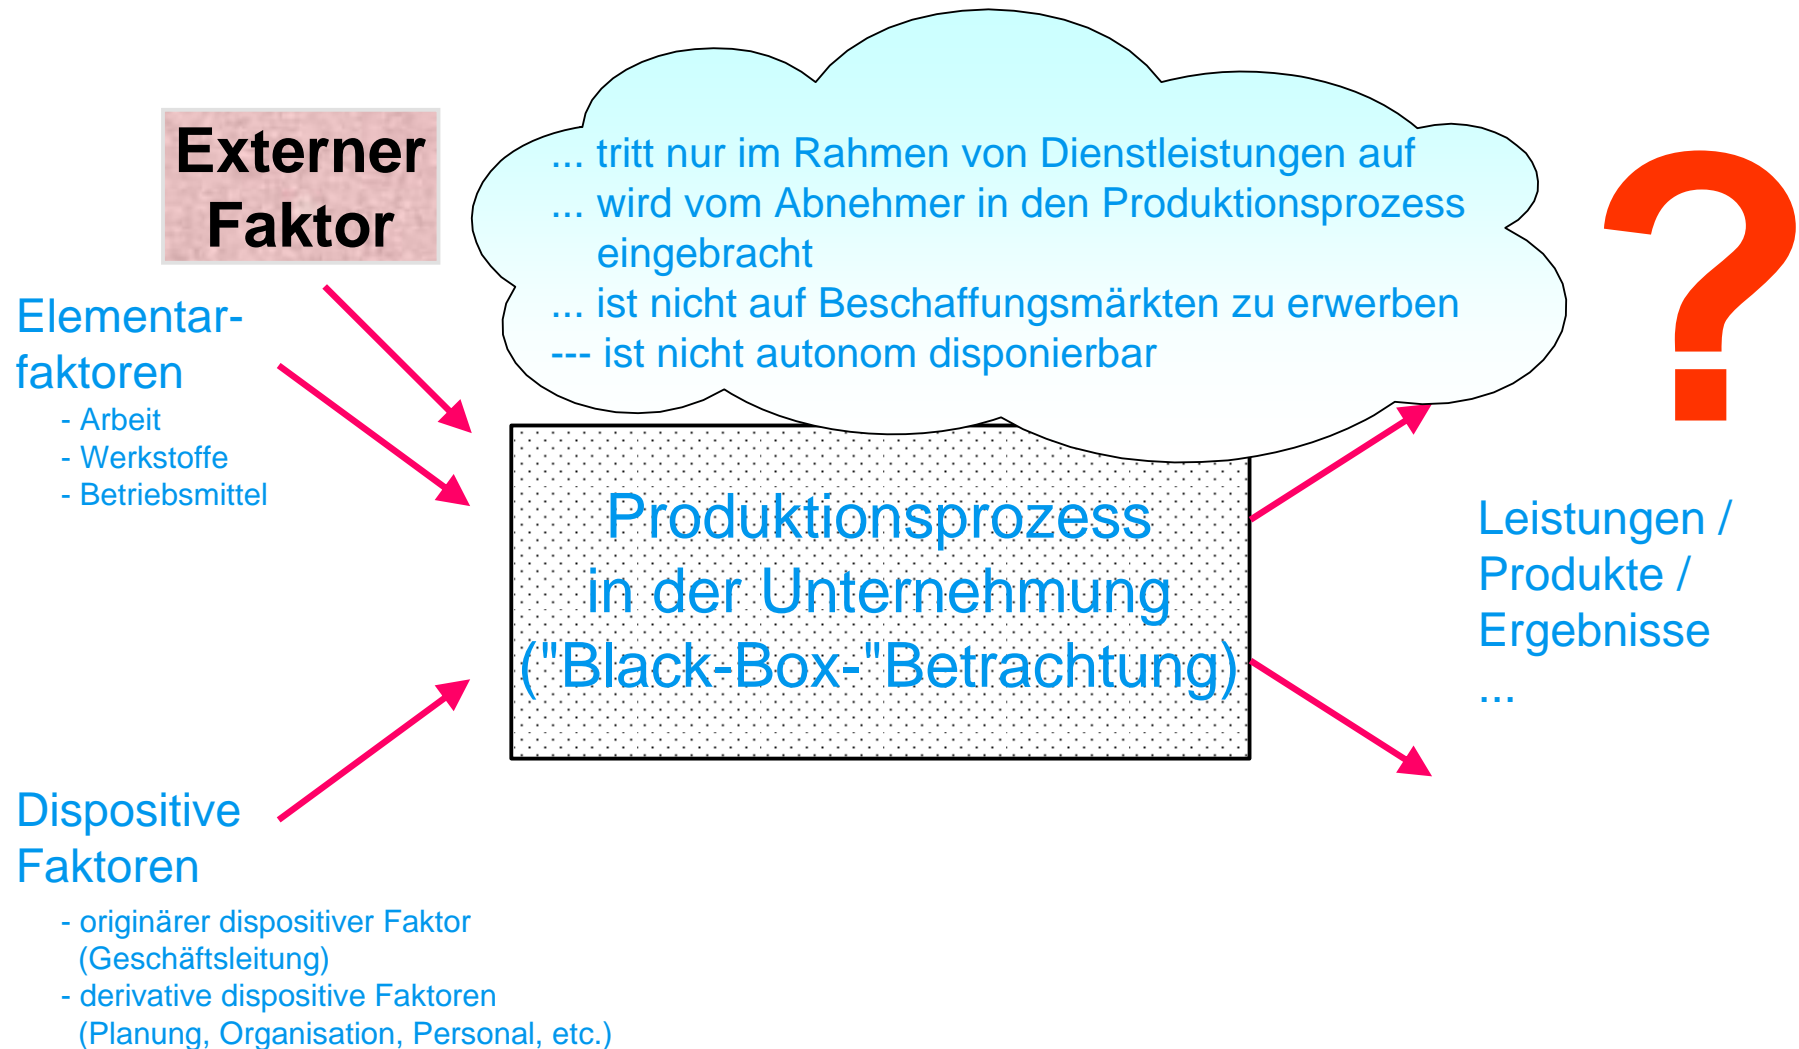 Externer
Faktor
... tritt nur im Rahmen von Dienstleistungen auf
... wird vom Abnehmer in den Produktionsprozess
eingebracht
... ist nicht auf Beschaffungsmärkten zu erwerben
--- ist nicht autonom disponierbar
?
Elementar-
faktoren
- Arbeit
- Werkstoffe
- Betriebsmittel
Produktionsprozess
in der Unternehmung
("Black-Box-"Betrachtung)
Leistungen /
Produkte /
Ergebnisse
...
Dispositive
Faktoren
- originärer dispositiver Faktor
(Geschäftsleitung)
- derivative dispositive Faktoren
(Planung, Organisation, Personal, etc.)